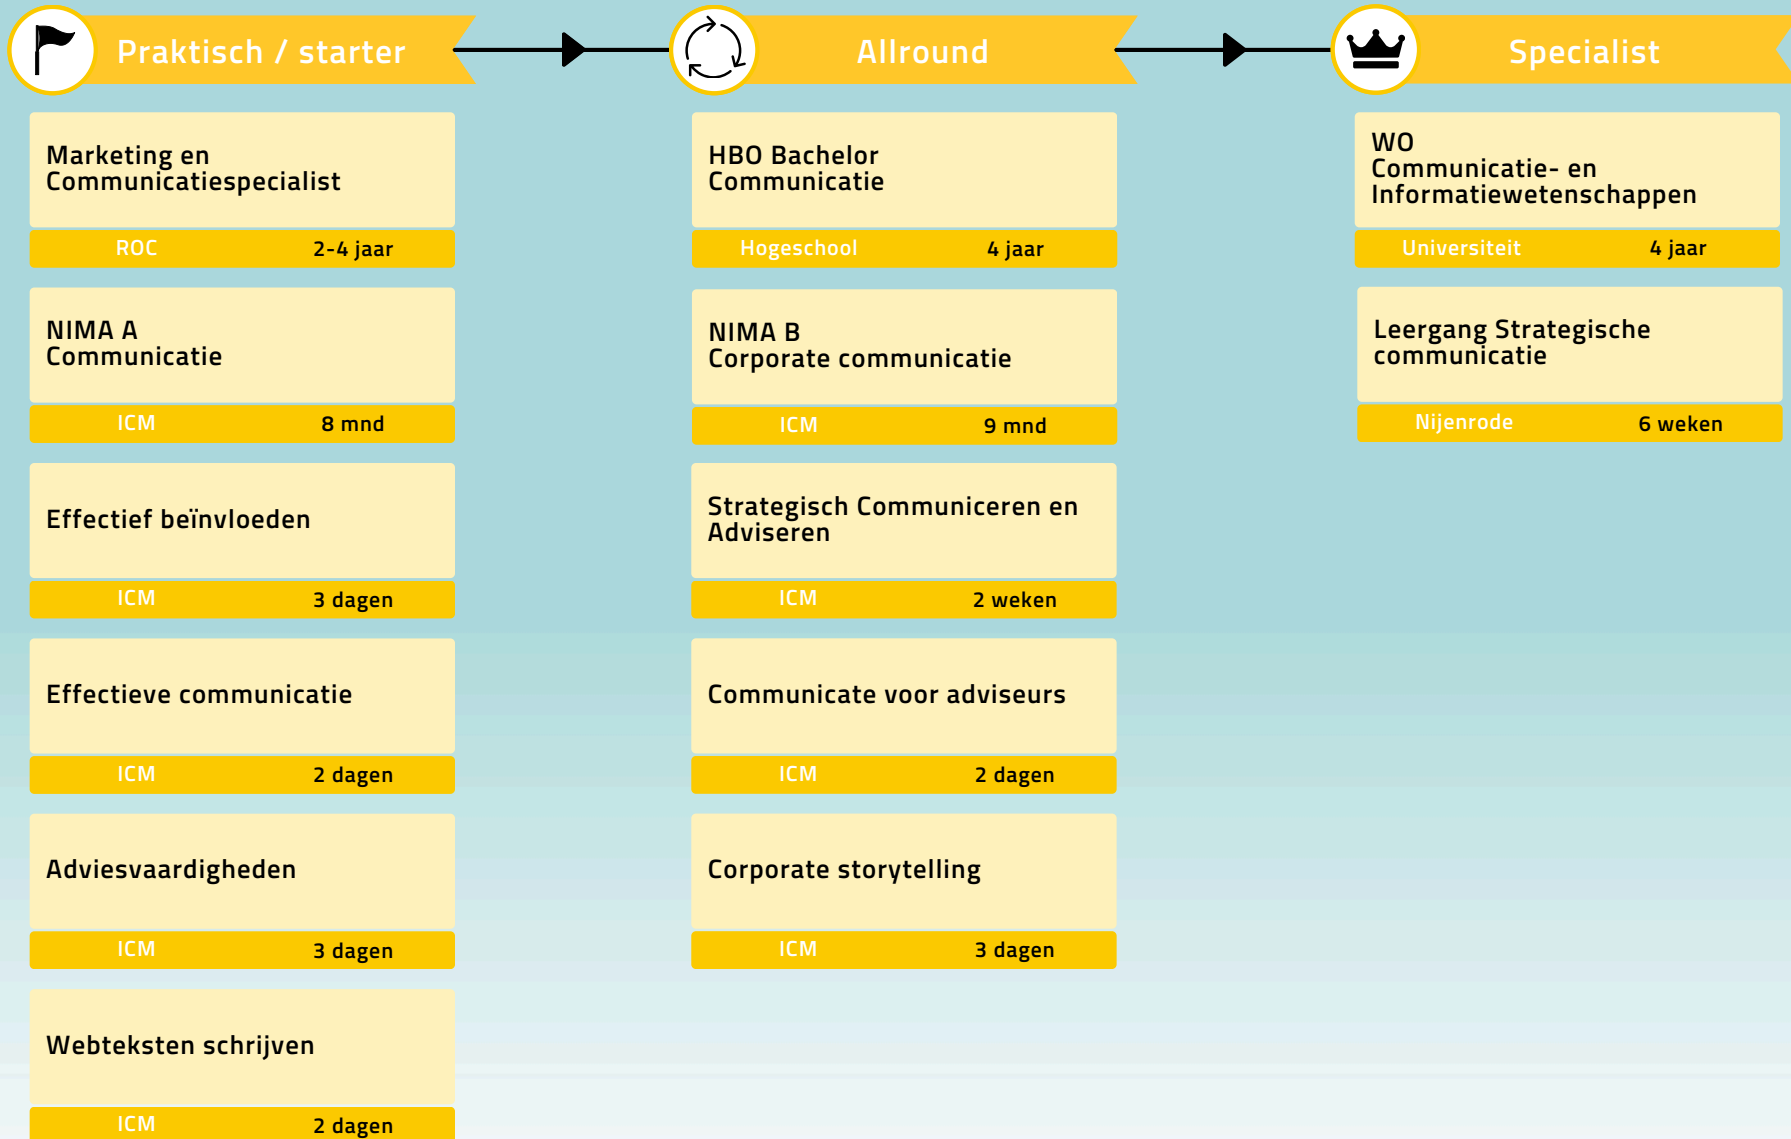 Praktisch / starter
Allround
Specialist
Marketing en
Communicatiespecialist
ROC 2-4 jaar
NIMA A
Communicatie
ICM 8 mnd
Effectief beïnvloeden
ICM 3 dagen
Effectieve communicatie
ICM 2 dagen
Adviesvaardigheden
ICM 3 dagen
Webteksten schrijven
ICM 2 dagen
HBO Bachelor
Communicatie
Hogeschool 4 jaar
NIMA B
Corporate communicatie
ICM 9 mnd
Strategisch Communiceren en
Adviseren
ICM 2 weken
Communicate voor adviseurs
ICM 2 dagen
Corporate storytelling
ICM 3 dagen
WO
Communicatie- en
Informatiewetenschappen
Universiteit 4 jaar
Leergang Strategische
communicatie
Nijenrode 6 weken